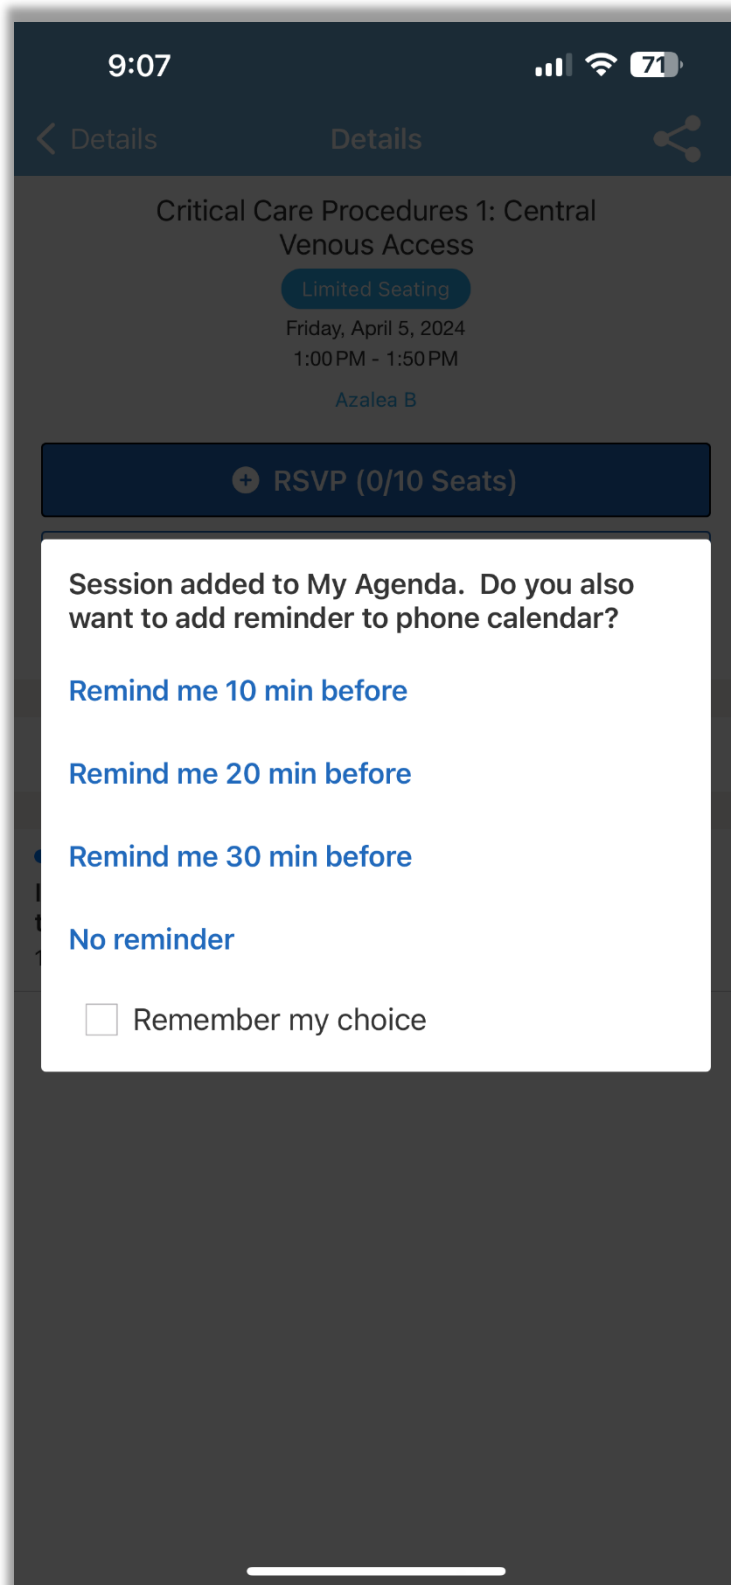 9:07
71
Details
Details
Critical Care Procedures 1: Central
Venous Access
Limited Seating
Friday, April 5, 2024
1:00 PM - 1:50 PM
Azalea B
RSVP (0/10 Seats)
Session added to My Agenda. Do you also
want to add reminder to phone calendar?
Remind me 10 min before
Remind me 20 min before
Remind me 30 min before
No reminder
Remember my choice